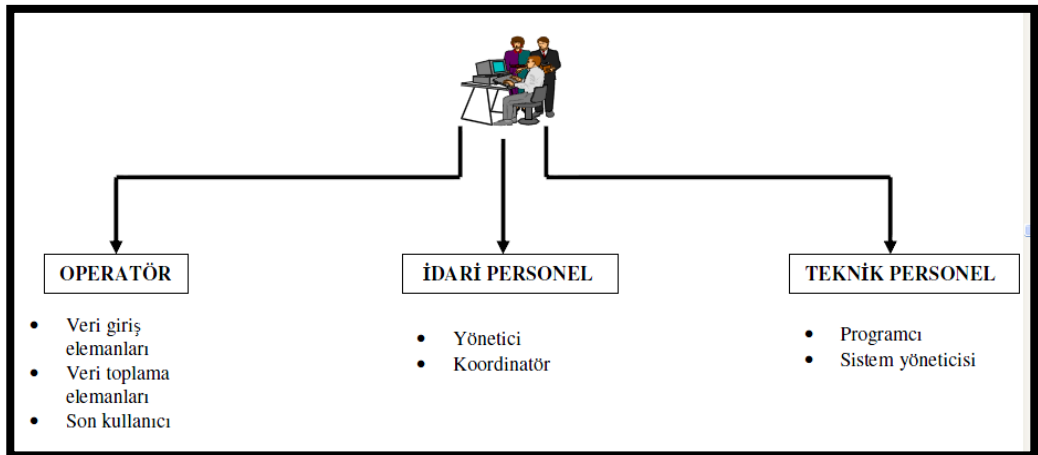 OPERATÖR
Veri giriş
elemanları
Veri toplama
elemanları
Son kullanıcı
İDARİ PERSONEL
Yönetici
Koordinatör
TEKNİK PERSONEL
Programcı
Sistem yöneticisi